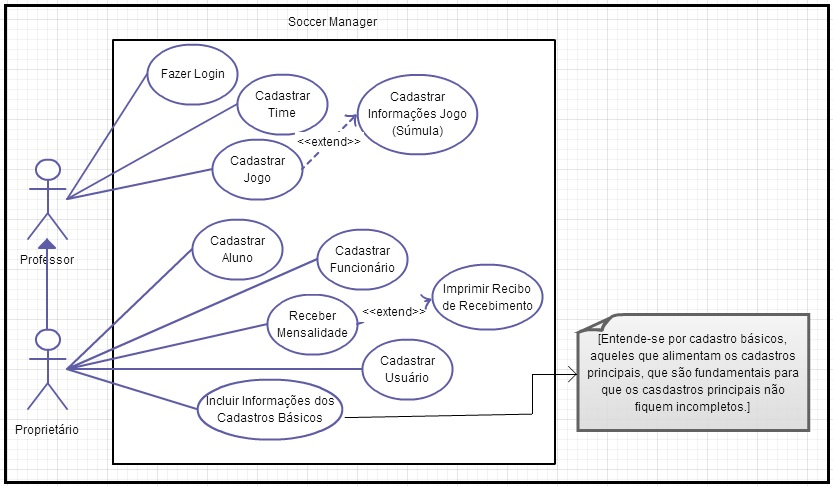 Soccer Manager
Fazer Login
Cadastrar
Time
Cadastrar
Informações Jogo
(Súmula)
<<extend>>
Cadastrar
Jogo
Professor
Cadastrar
Aluno
Cadastrar
Funcionário
Receber
Mensalidade
<<extend>>
Imprimir Recibo
de Recebimento
Cadastrar
Usuário
Incluir Informações dos
Cadastros Básicos
Proprietário
[Entende-se por cadastro básicos,
aqueles que alimentam os cadastros
principais, que são fundamentais para
que os casdastros principais não
fiquem incompletos.]